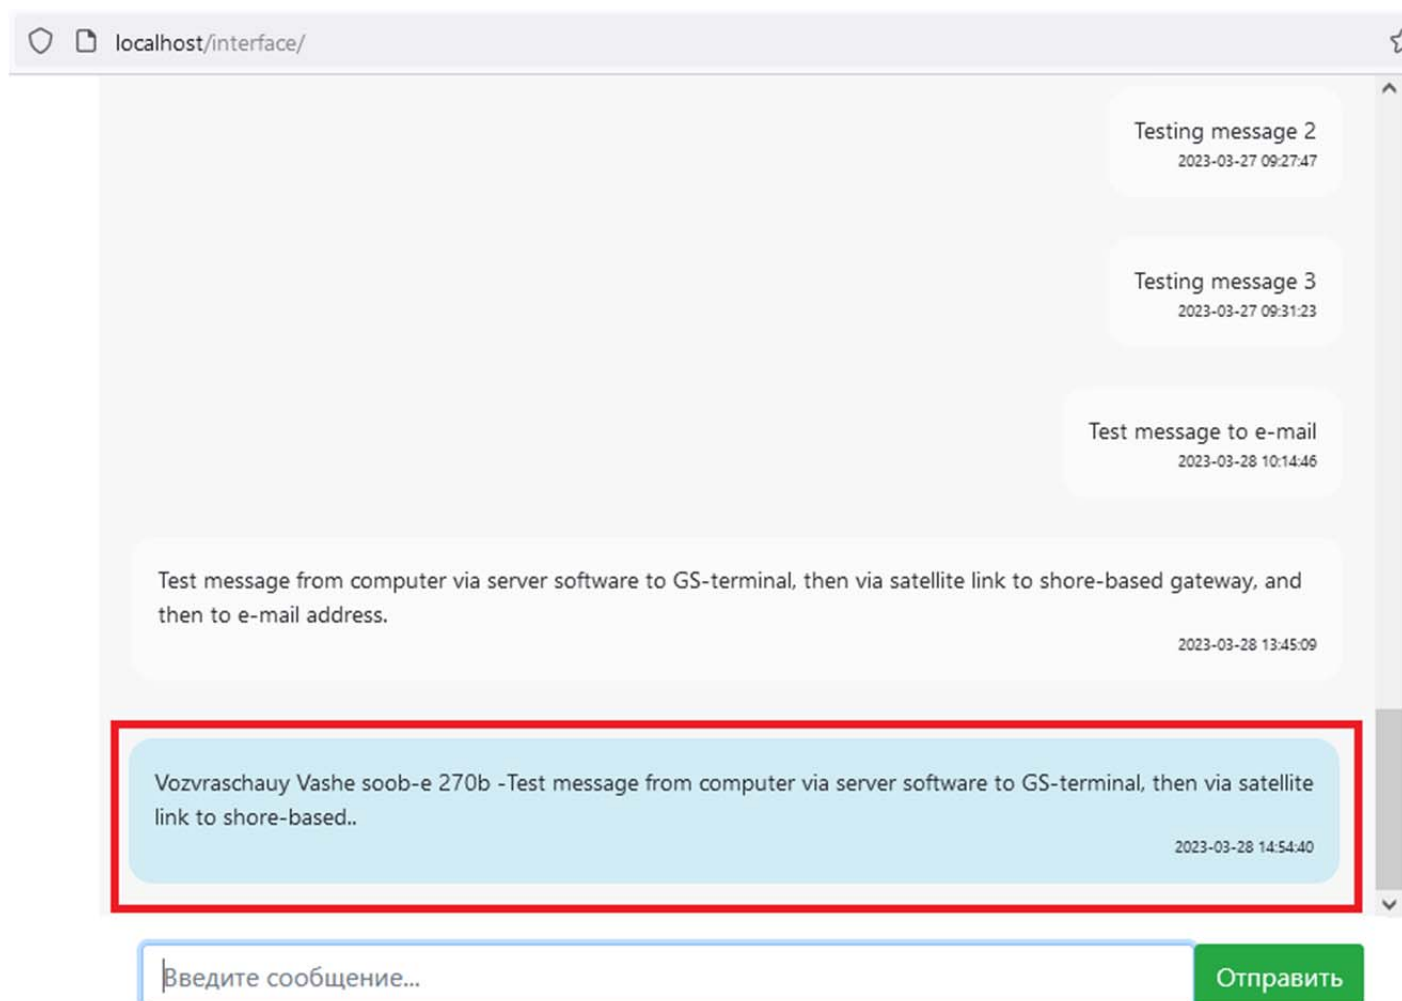 localhost/interface/
Testing message 2
2023-03-27 09:27:47
Testing message 3
2023-03-27 09:31:23
Test message to e-mail
2023-03-28 10:14:46
Test message from computer via server software to GS-terminal, then via satellite link to shore-based gateway, and
then to e-mail address.
2023-03-28 13:45:09
Vozvraschauy Vashe soob-e 270b -Test message from computer via server software to GS-terminal, then via satellite
link to shore-based..
2023-03-28 14:54:40
Введите сообщение...
Отправить